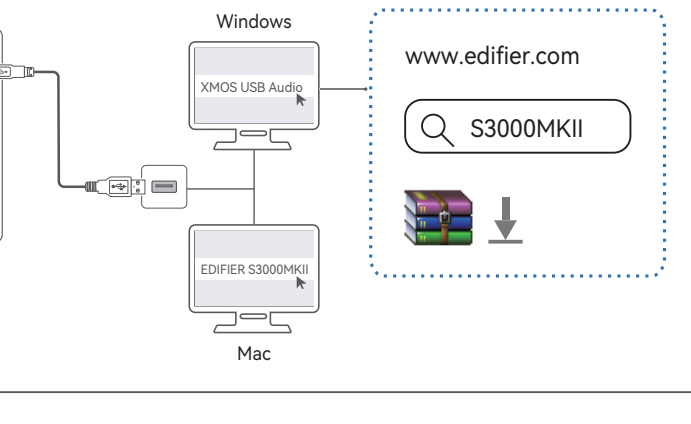 Windows
XMOS USB Audio
www.edifier.com
S3000MKII
EDIFIER S3000MKII
Mac